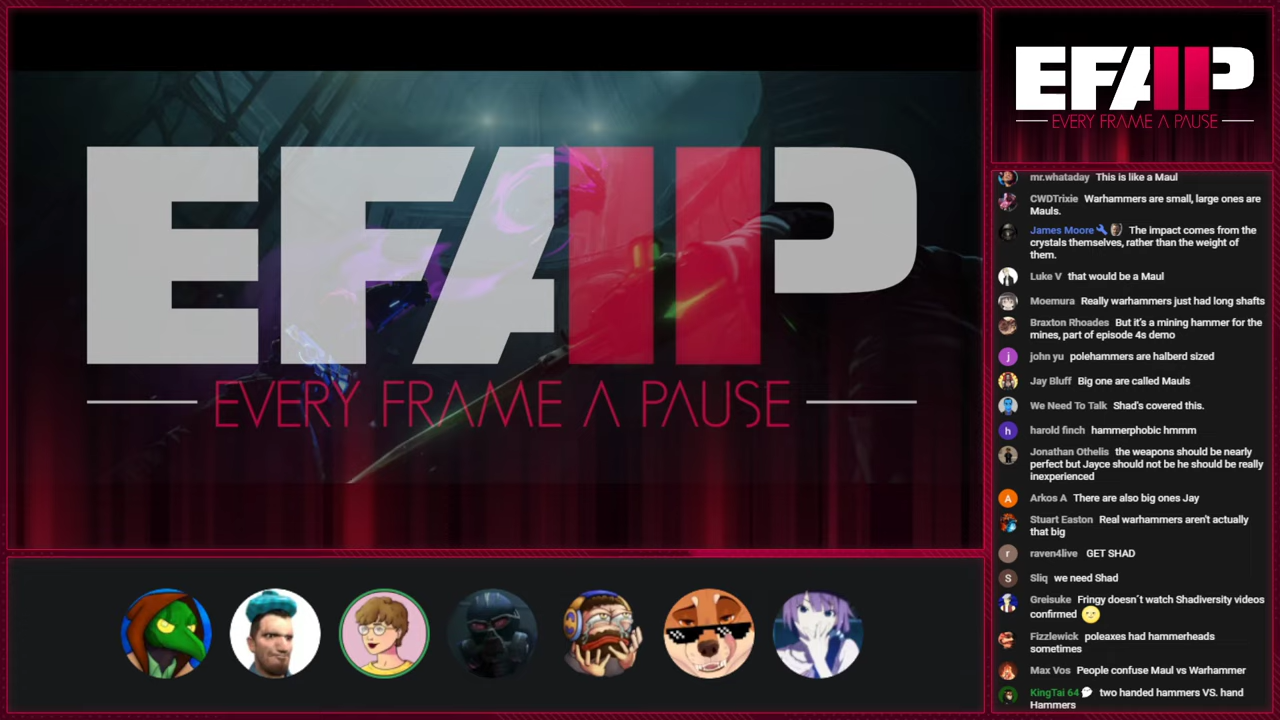 EFAP
EVERY FRAME A PAUSE
EFAP
EVERY FRAME A PAUSE
mr.whataday This is like a Maul
CWDTrixie Warhammers are small, large ones are
Mauls.
James Moore The impact comes from the
crystals themselves, rather than the weight of
them.
Luke V that would be a Maul
Moemura Really warhammers just had long shafts
Braxton Rhoades But it's a mining hammer for the
mines, part of episode 4s demo
j
john yu polehammers are halberd sized
Jay Bluff Big one are called Mauls
We Need To Talk Shad's covered this.
h
harold finch hammerphobic hmmm
Jonathan Othelis the weapons should be nearly
perfect but Jayce should not be he should be really
inexperienced
A
Arkos A There are also big ones Jay
Stuart Easton Real warhammers aren't actually
that big
r
raven4live GET SHAD
S
Sliq we need Shad
Greisuke Fringy doesn´t watch Shadiversity videos
confirmed
Fizzlewick poleaxes had hammerheads
sometimes
Max Vos People confuse Maul vs Warhammer
KingTai 64 two handed hammers VS. hand
Hammers